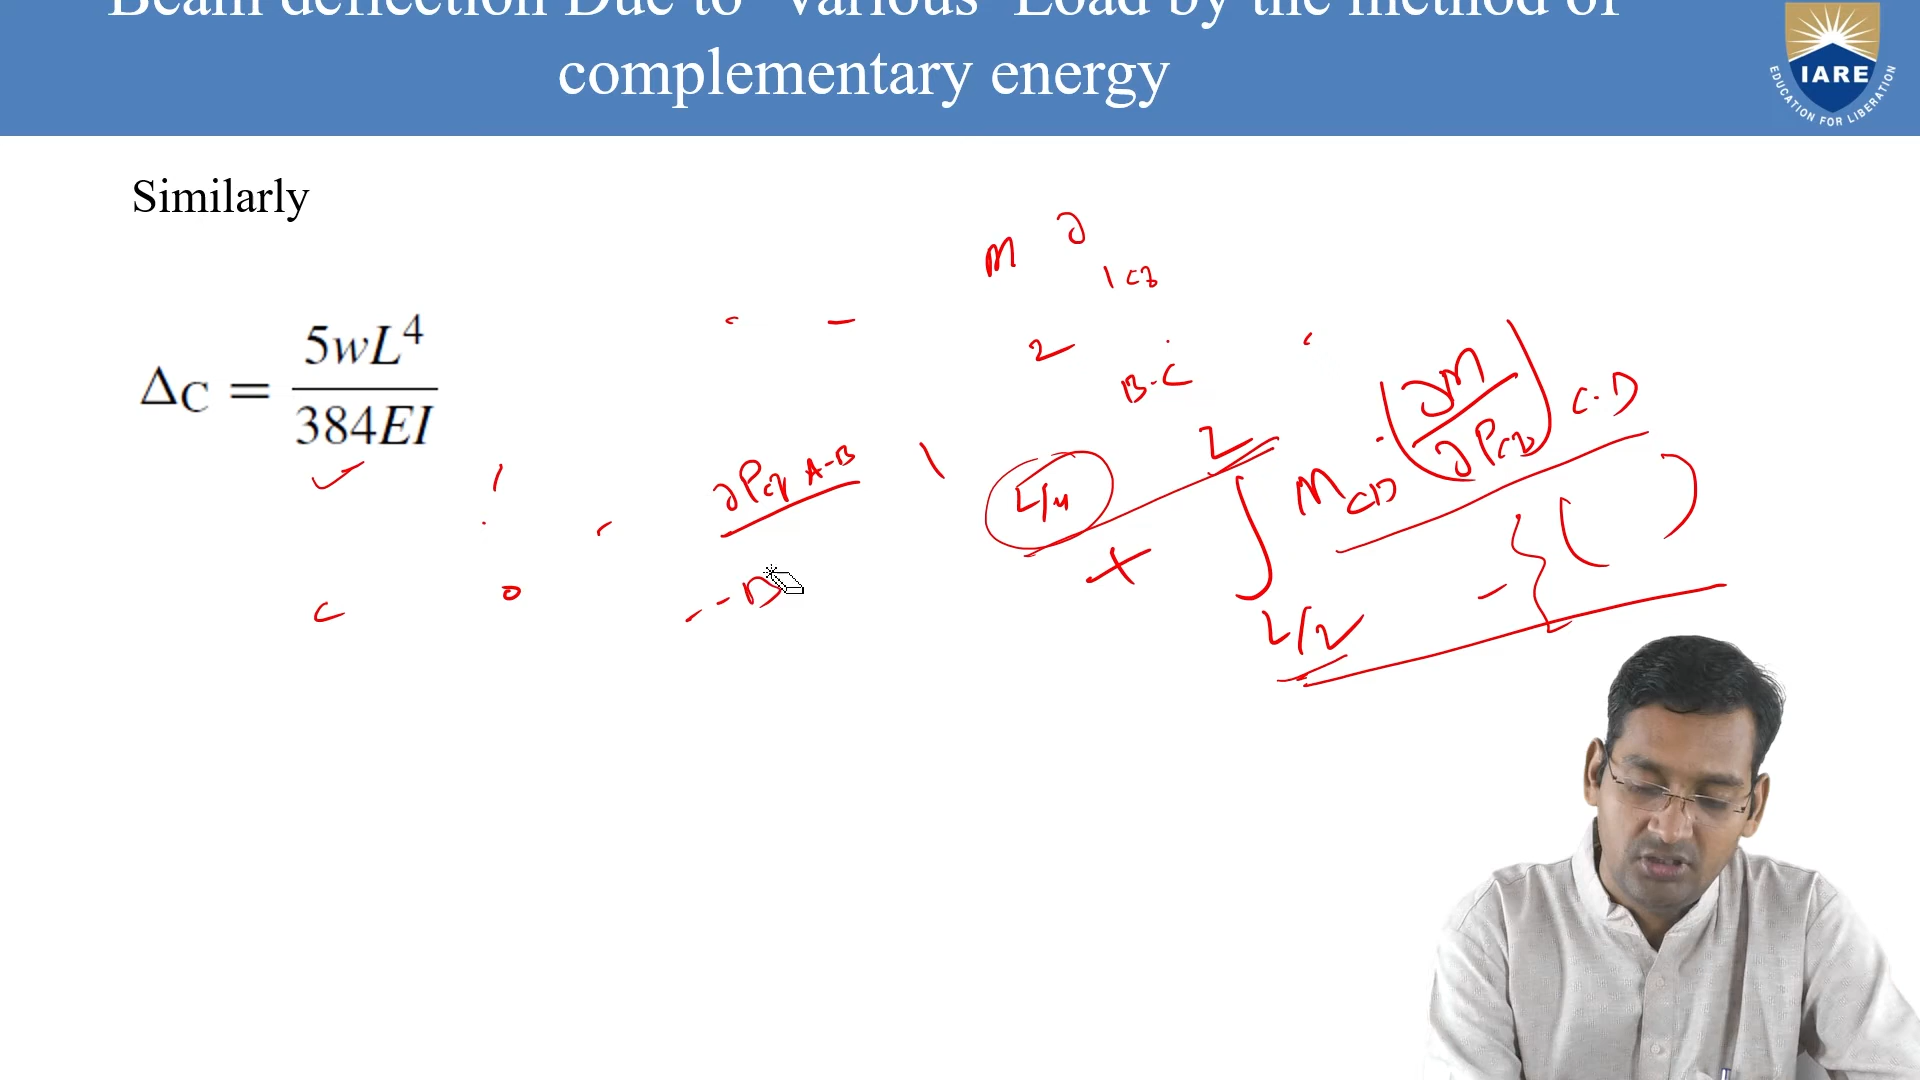 Beam deflection Due to Various Load by the method of
complementary energy
IARE
EDUCATION FOR LIBERATION
Similarly
ΔC = 5wL⁴ / 384EI
M ∂
2
B-C
∂M / ∂P C-D
∂P A-B
L/4
L
∫ M_CD
L/2
+
- { ( )